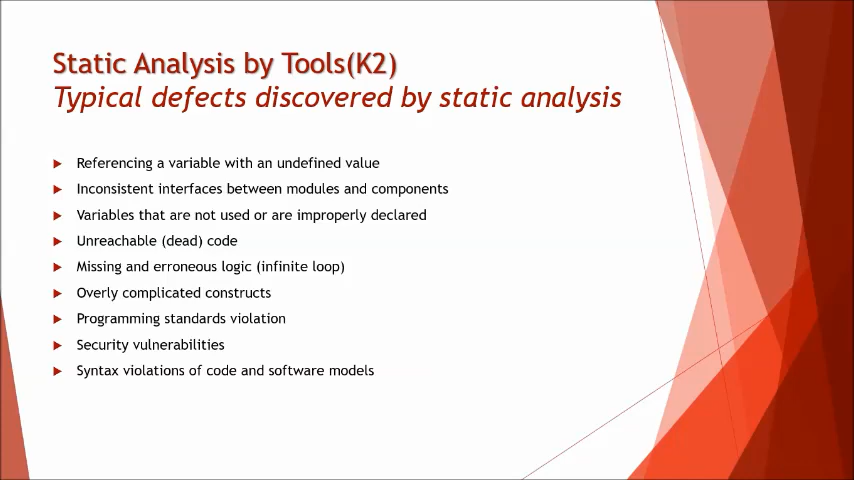 Static Analysis by Tools(K2)
Typical defects discovered by static analysis
Referencing a variable with an undefined value
Inconsistent interfaces between modules and components
Variables that are not used or are improperly declared
Unreachable (dead) code
Missing and erroneous logic (infinite loop)
Overly complicated constructs
Programming standards violation
Security vulnerabilities
Syntax violations of code and software models